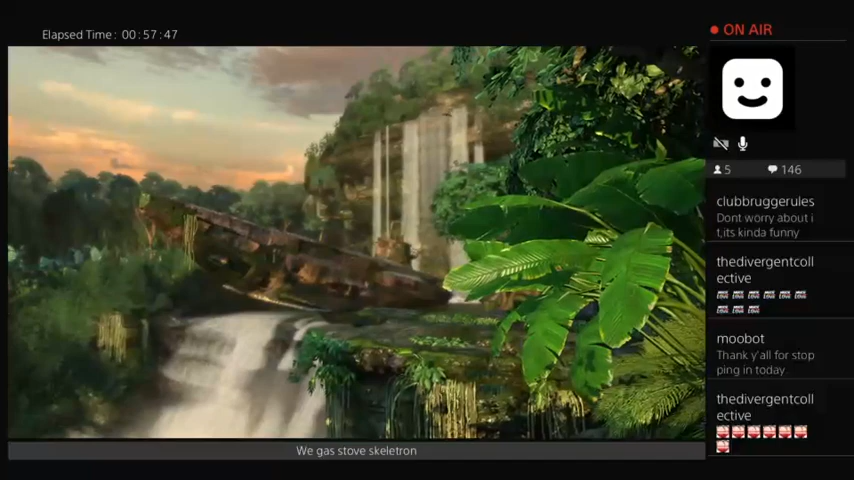 Elapsed Time: 00:57:47
ON AIR
5 146
clubbruggerules
Dont worry about i
t,its kinda funny
thedivergentcoll
ective
moobot
Thank y'all for stop
ping in today.
thedivergentcoll
ective
We gas stove skeletron